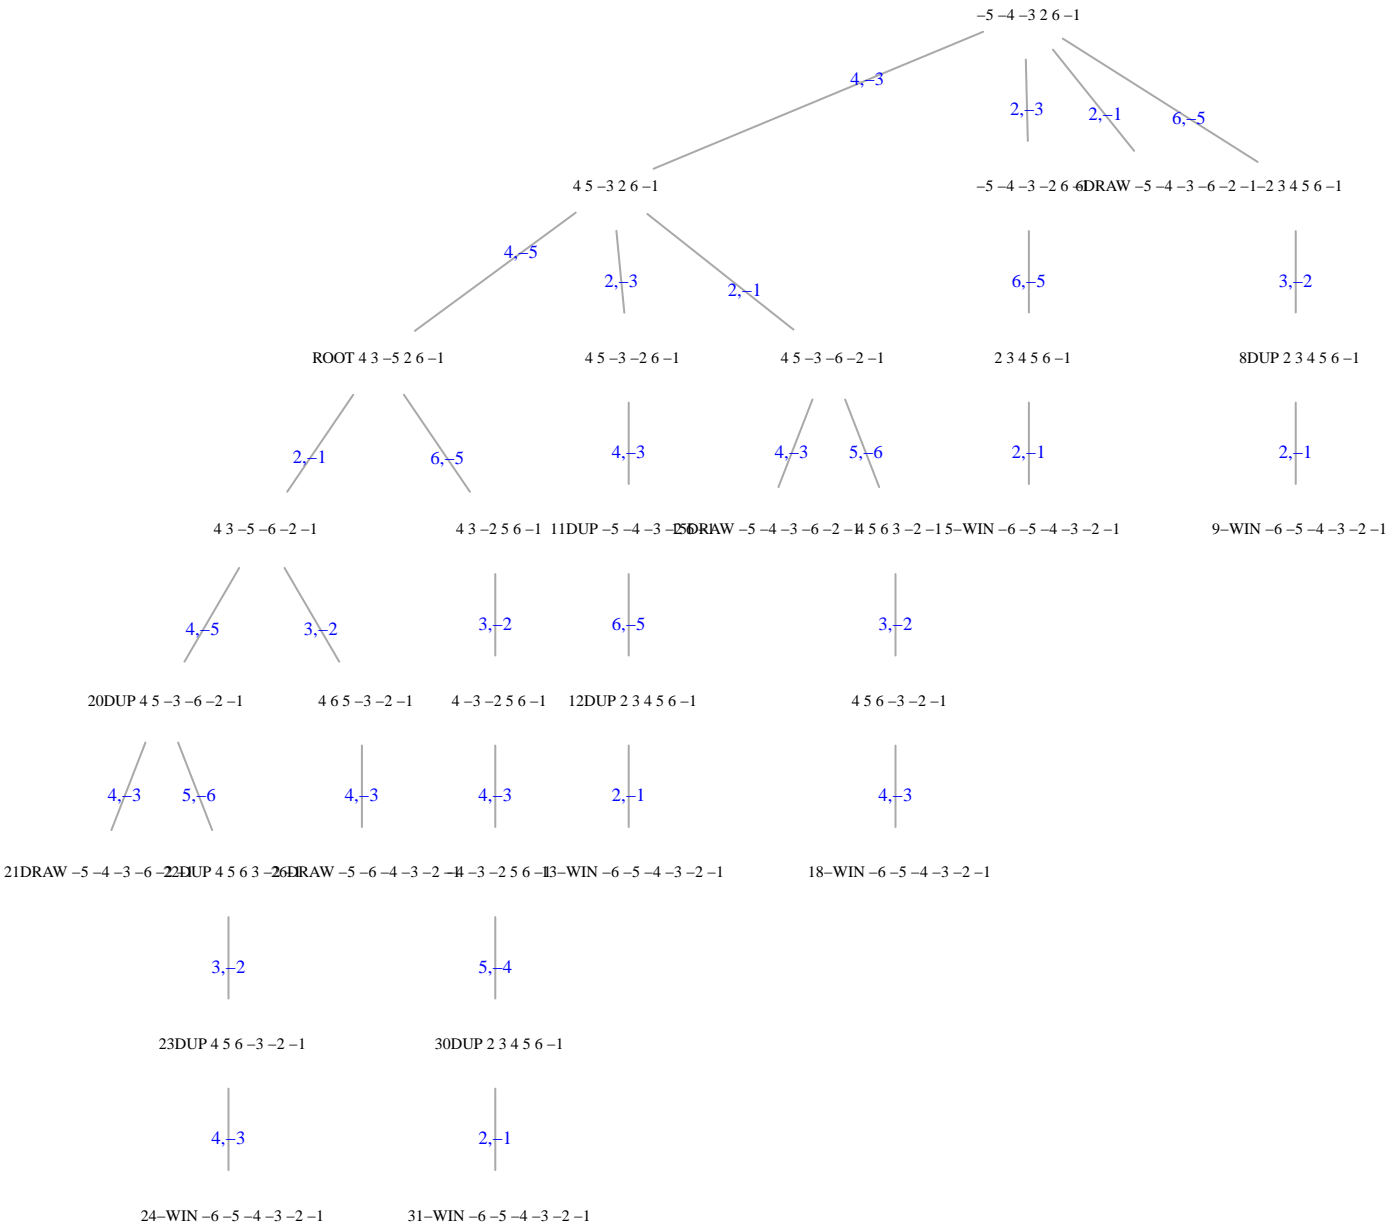 –5 –4 –3 2 6 –1
4,–3
2,–3
2,–1
6,–5
4 5 –3 2 6 –1
–5 –4 –3 –2 6
DRAW –5 –4 –3 –6 –2 –1
–2 3 4 5 6 –1
4,–5
2,–3
2,–1
6,–5
3,–2
ROOT 4 3 –5 2 6 –1
4 5 –3 –2 6 –1
4 5 –3 –6 –2 –1
2 3 4 5 6 –1
8DUP 2 3 4 5 6 –1
2,–1
6,–5
4,–3
4,–3
5,–6
2,–1
2,–1
4 3 –5 –6 –2 –1
4 3 –2 5 6 –1
11DUP –5 –4 –3
DRAW –5 –4 –3 –6 –2
4 5 6 3 –2 –1
5–WIN –6 –5 –4 –3 –2 –1
9–WIN –6 –5 –4 –3 –2 –1
4,–5
3,–2
3,–2
6,–5
3,–2
20DUP 4 5 –3 –6 –2 –1
4 6 5 –3 –2 –1
4 –3 –2 5 6 –1
12DUP 2 3 4 5 6 –1
4 5 6 –3 –2 –1
4,–3
5,–6
4,–3
4,–3
2,–1
4,–3
21DRAW –5 –4 –3 –6
DUP 4 5 6 3
DRAW –5 –6 –4 –3 –2
–3 –2 5 6
–WIN –6 –5 –4 –3 –2 –1
18–WIN –6 –5 –4 –3 –2 –1
3,–2
5,–4
23DUP 4 5 6 –3 –2 –1
30DUP 2 3 4 5 6 –1
4,–3
2,–1
24–WIN –6 –5 –4 –3 –2 –1
31–WIN –6 –5 –4 –3 –2 –1